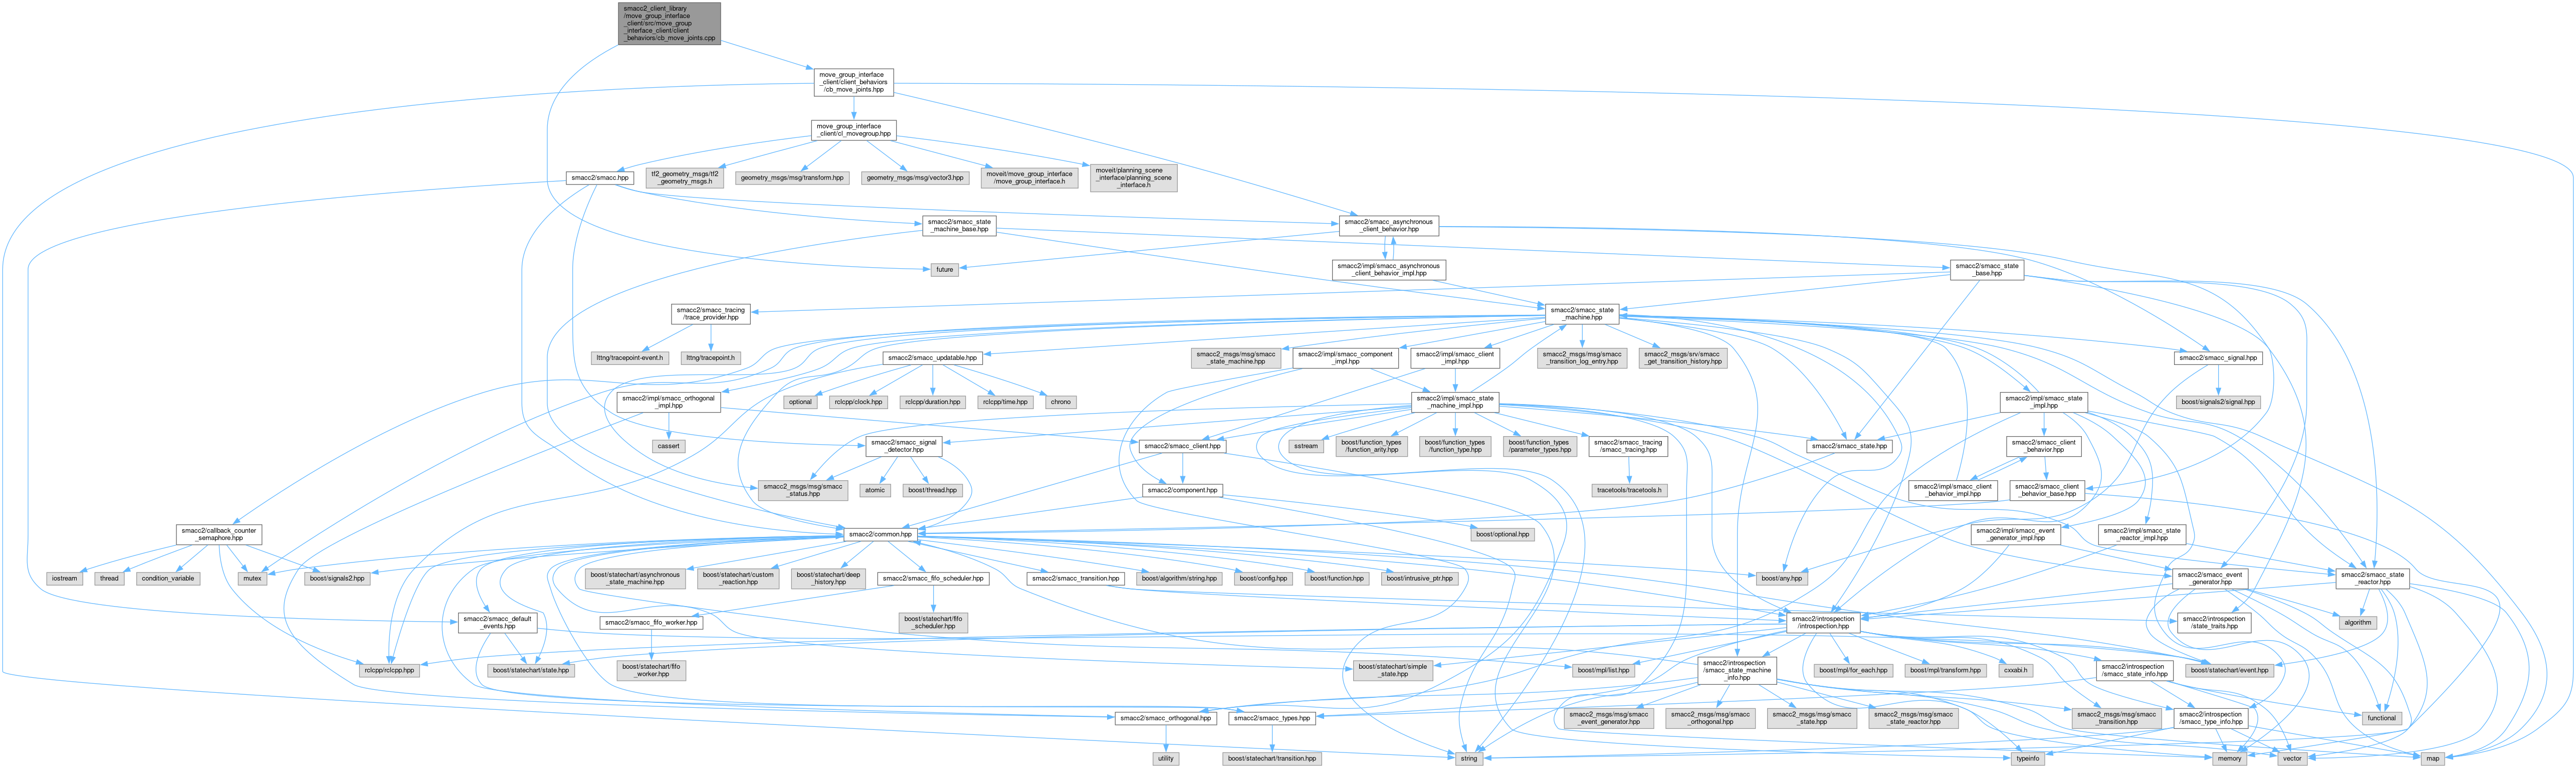 smacc2_client_library
/move_group_interface
_client/src/move_group
_interface_client/client
_behaviors/cb_move_joints.cpp
move_group_interface
_client/client_behaviors
/cb_move_joints.hpp
move_group_interface
_client/cl_movegroup.hpp
smacc2/smacc.hpp
tf2_geometry_msgs/tf2
_geometry_msgs.h
geometry_msgs/msg/transform.hpp
geometry_msgs/msg/vector3.hpp
moveit/move_group_interface
/move_group_interface.h
moveit/planning_scene
_interface/planning_scene
_interface.h
smacc2/smacc_state
_machine_base.hpp
smacc2/smacc_asynchronous
_client_behavior.hpp
future
smacc2/impl/smacc_asynchronous
_client_behavior_impl.hpp
smacc2/smacc_state
_base.hpp
smacc2/smacc_tracing
/trace_provider.hpp
smacc2/smacc_state
_machine.hpp
lttng/tracepoint-event.h
lttng/tracepoint.h
smacc2/smacc_updatable.hpp
smacc2_msgs/msg/smacc
_state_machine.hpp
smacc2/impl/smacc_component
_impl.hpp
smacc2/impl/smacc_client
_impl.hpp
smacc2_msgs/msg/smacc
_transition_log_entry.hpp
smacc2_msgs/srv/smacc
_get_transition_history.hpp
smacc2/smacc_signal.hpp
smacc2/impl/smacc_orthogonal
_impl.hpp
optional
rclcpp/clock.hpp
rclcpp/duration.hpp
rclcpp/time.hpp
chrono
smacc2/impl/smacc_state
_machine_impl.hpp
smacc2/impl/smacc_state
_impl.hpp
boost/signals2/signal.hpp
cassert
smacc2/smacc_signal
_detector.hpp
smacc2/smacc_client.hpp
sstream
boost/function_types
/function_arity.hpp
boost/function_types
/function_type.hpp
boost/function_types
/parameter_types.hpp
smacc2/smacc_tracing
/smacc_tracing.hpp
smacc2/smacc_state.hpp
smacc2/smacc_client
_behavior.hpp
smacc2_msgs/msg/smacc
_status.hpp
atomic
boost/thread.hpp
smacc2/component.hpp
tracetools/tracetools.h
smacc2/impl/smacc_client
_behavior_impl.hpp
smacc2/smacc_client
_behavior_base.hpp
smacc2/callback_counter
_semaphore.hpp
smacc2/common.hpp
boost/optional.hpp
smacc2/impl/smacc_event
_generator_impl.hpp
smacc2/impl/smacc_state
_reactor_impl.hpp
iostream
thread
condition_variable
mutex
boost/signals2.hpp
boost/statechart/asynchronous
_state_machine.hpp
boost/statechart/custom
_reaction.hpp
boost/statechart/deep
_history.hpp
smacc2/smacc_fifo_scheduler.hpp
smacc2/smacc_transition.hpp
boost/algorithm/string.hpp
boost/config.hpp
boost/function.hpp
boost/intrusive_ptr.hpp
boost/any.hpp
smacc2/smacc_event
_generator.hpp
smacc2/smacc_state
_reactor.hpp
smacc2/smacc_default
_events.hpp
smacc2/smacc_fifo_worker.hpp
boost/statechart/fifo
_scheduler.hpp
smacc2/introspection
/introspection.hpp
smacc2/introspection
/state_traits.hpp
algorithm
rclcpp/rclcpp.hpp
boost/statechart/state.hpp
boost/statechart/fifo
_worker.hpp
boost/statechart/simple
_state.hpp
boost/mpl/list.hpp
smacc2/introspection
/smacc_state_machine
_info.hpp
boost/mpl/for_each.hpp
boost/mpl/transform.hpp
cxxabi.h
smacc2/introspection
/smacc_state_info.hpp
boost/statechart/event.hpp
smacc2/smacc_orthogonal.hpp
smacc2/smacc_types.hpp
smacc2_msgs/msg/smacc
_event_generator.hpp
smacc2_msgs/msg/smacc
_orthogonal.hpp
smacc2_msgs/msg/smacc
_state.hpp
smacc2_msgs/msg/smacc
_state_reactor.hpp
smacc2_msgs/msg/smacc
_transition.hpp
smacc2/introspection
/smacc_type_info.hpp
functional
utility
boost/statechart/transition.hpp
string
typeinfo
memory
vector
map